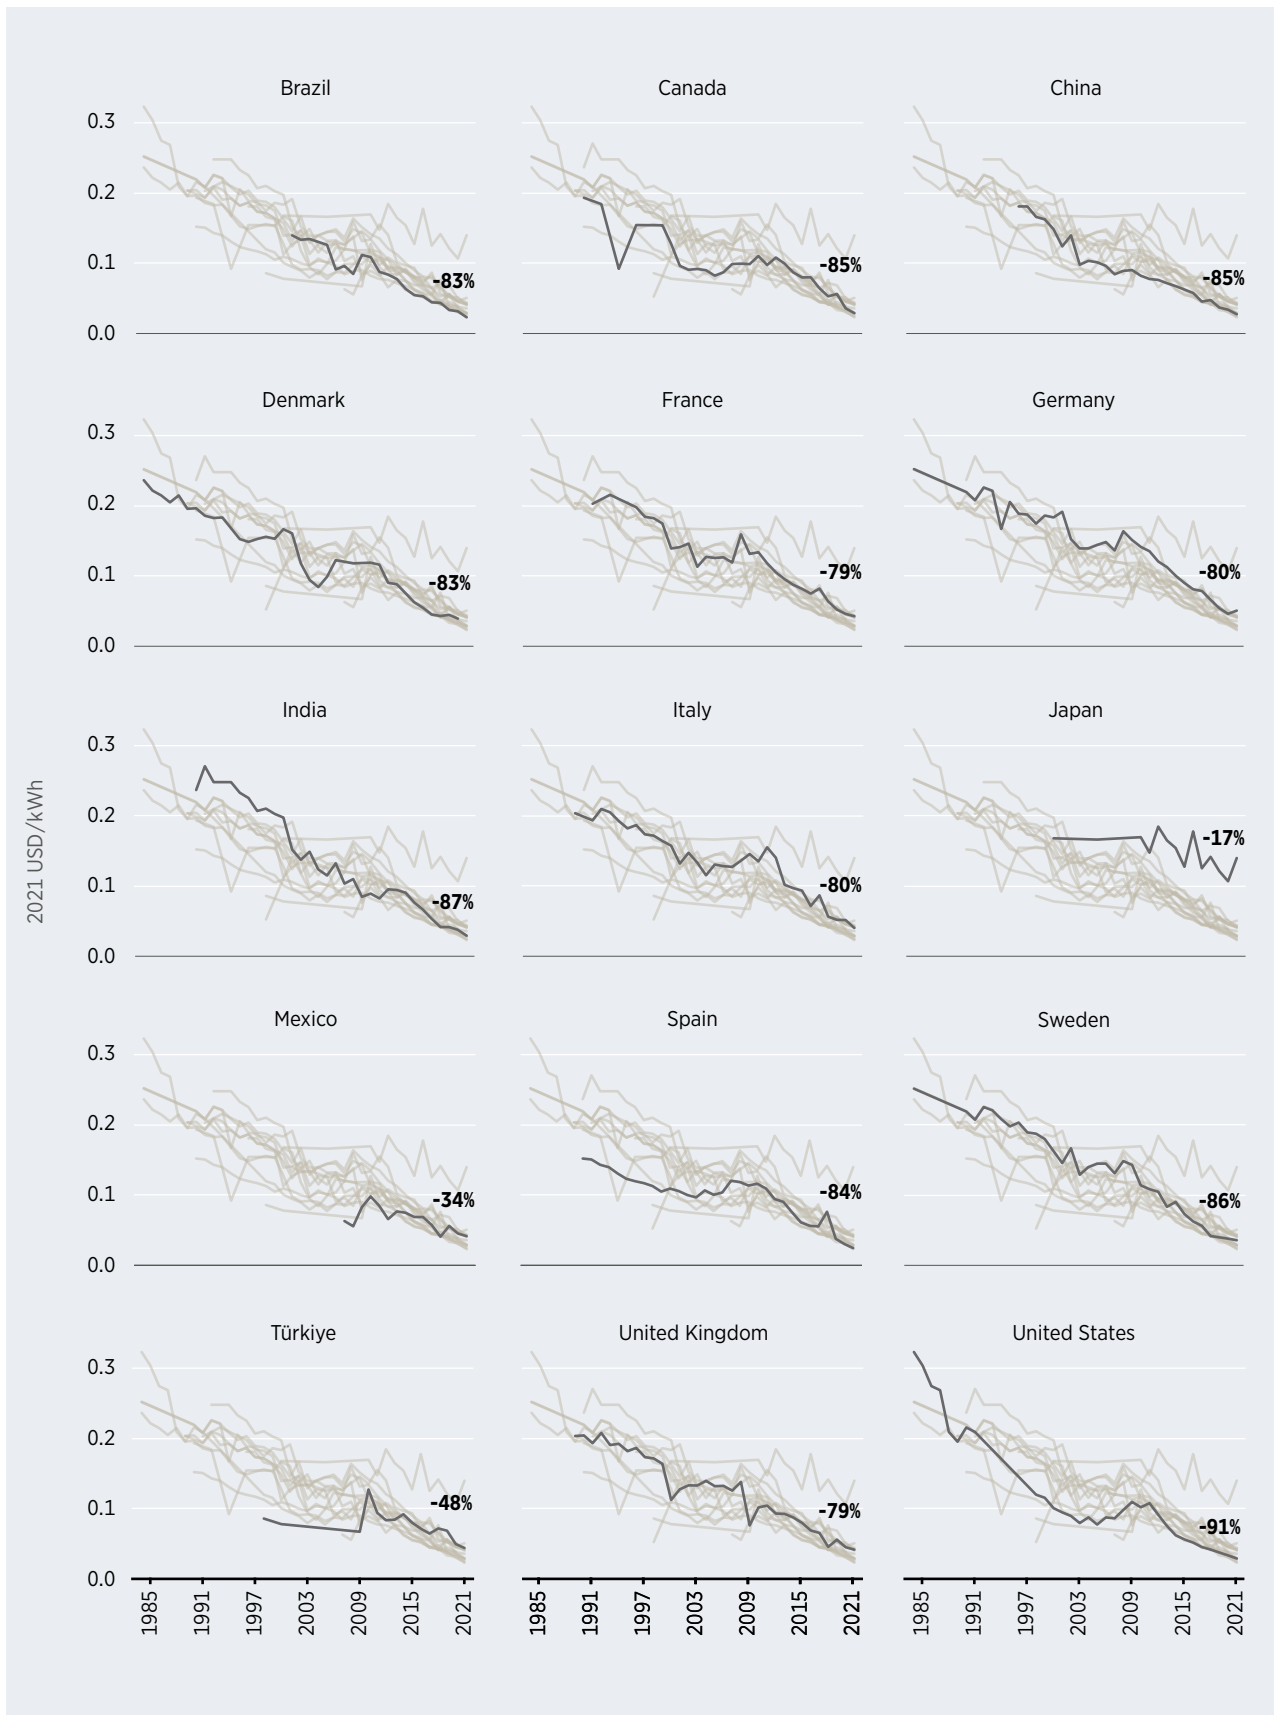 Brazil
Canada
China
0.3
0.2
0.1
0.0
-83%
-85%
-85%
Denmark
France
Germany
0.3
0.2
0.1
0.0
-83%
-79%
-80%
India
Italy
Japan
0.3
0.2
0.1
0.0
-87%
-80%
-17%
2021 USD/kWh
Mexico
Spain
Sweden
0.3
0.2
0.1
0.0
-34%
-84%
-86%
Türkiye
United Kingdom
United States
0.3
0.2
0.1
0.0
-48%
-79%
-91%
1985 1991 1997 2003 2009 2015 2021
1985 1991 1997 2003 2009 2015 2021
1985 1991 1997 2003 2009 2015 2021